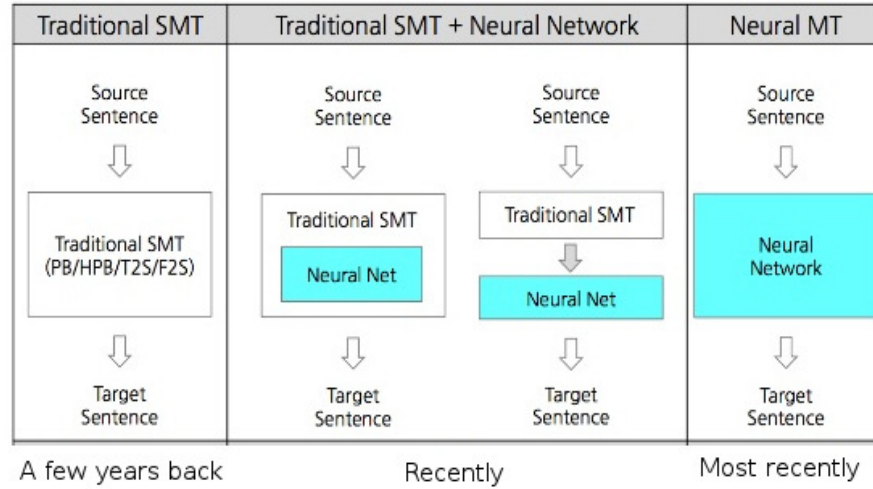 Traditional SMT
Traditional SMT + Neural Network
Neural MT
Source
Sentence
Traditional SMT
(PB/HPB/T2S/F2S)
Target
Sentence
Source
Sentence
Traditional SMT
Neural Net
Target
Sentence
Source
Sentence
Traditional SMT
Neural Net
Target
Sentence
Source
Sentence
Neural
Network
Target
Sentence
A few years back
Recently
Most recently